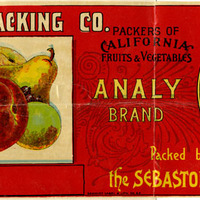 ACKING CO.
PACKERS OF
CALIFORNIA
FRUITS & VEGETABLES
ANALY
BRAND
Packed b
the SEBASTO